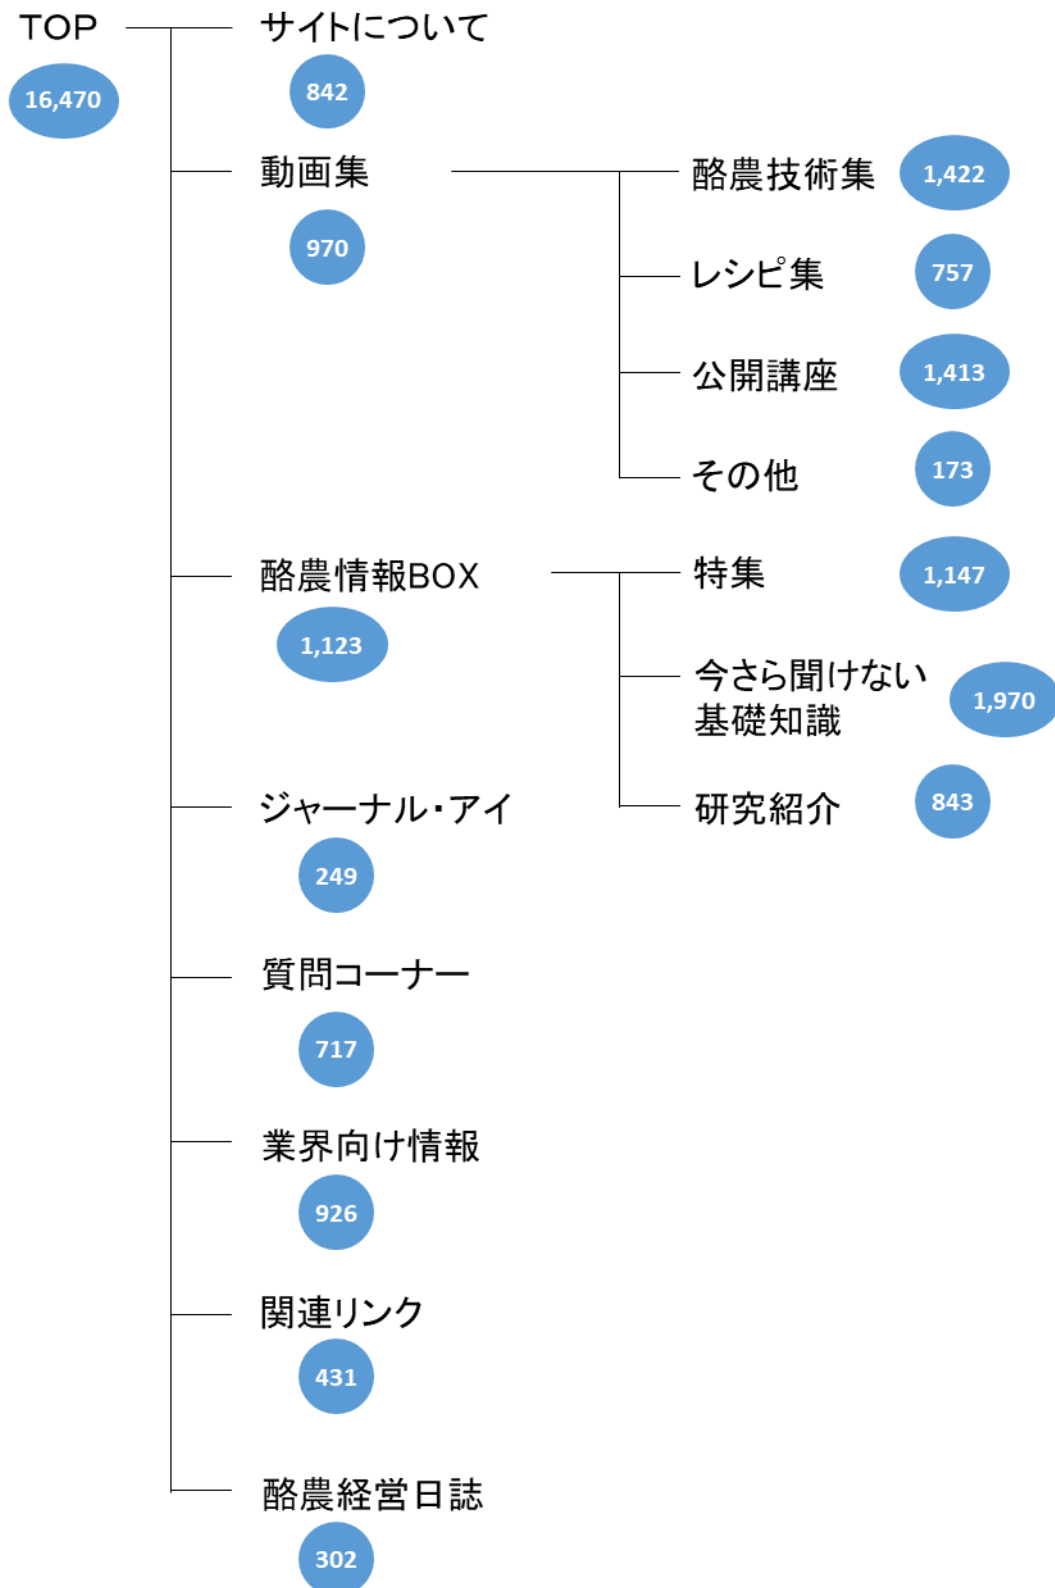 TOP
16,470
サイトについて
842
動画集
970
酪農技術集
1,422
レシピ集
757
公開講座
1,413
その他
173
酪農情報BOX
1,123
特集
1,147
今さら聞けない
基礎知識
1,970
研究紹介
843
ジャーナル・アイ
249
質問コーナー
717
業界向け情報
926
関連リンク
431
酪農経営日誌
302